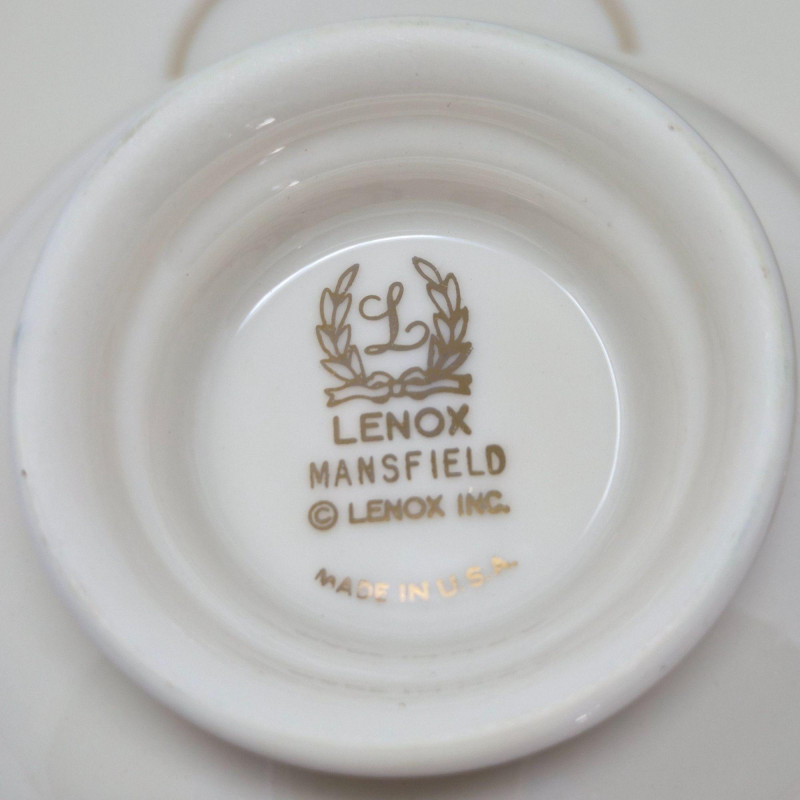 L
LENOX
MANSFIELD
© LENOX INC.
MADE IN U.S.A.